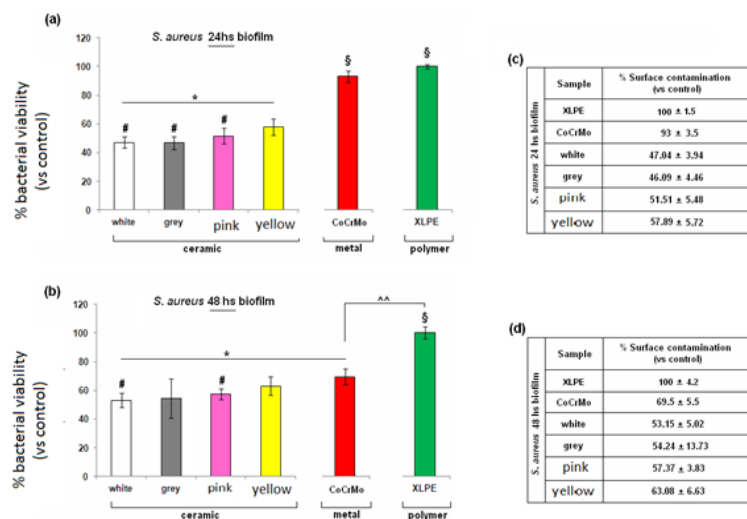 (a)
S. aureus 24hs biofilm
% bacterial viability
(vs control)
120
100
80
60
40
20
0
*
# # # § §
white grey pink yellow CoCrMo XLPE
ceramic metal polymer
(c)
S. aureus 24 hs biofilm
Sample % Surface contamination
(vs control)
XLPE 100 ± 1.5
CoCrMo 93 ± 3.5
white 47.04 ± 3.94
grey 46.09 ± 4.46
pink 51.51 ± 5.48
yellow 57.89 ± 5.72
(b)
S. aureus 48 hs biofilm
% bacterial viability
(vs control)
120
100
80
60
40
20
0
^^
*
# # §
white grey pink yellow CoCrMo XLPE
ceramic metal polymer
(d)
S. aureus 48 hs biofilm
Sample % Surface contamination
(vs control)
XLPE 100 ± 4.2
CoCrMo 69.5 ± 5.5
white 53.15 ± 5.02
grey 54.24 ± 13.73
pink 57.37 ± 3.83
yellow 63.08 ± 6.63